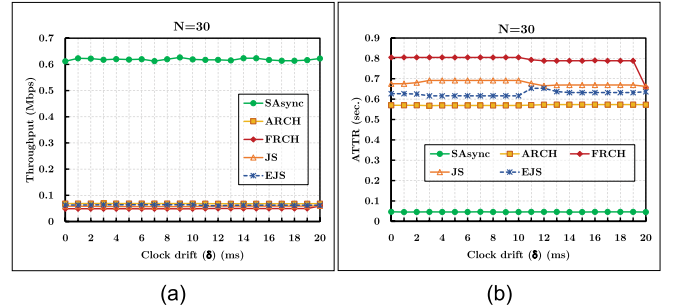 N=30
0.7
0.6
0.5
0.4
0.3
0.2
0.1
0
Throughput (Mbps)
SAsync
ARCH
FRCH
JS
EJS
0 2 4 6 8 10 12 14 16 18 20
Clock drift (δ) (ms)
(a)
N=30
0.9
0.8
0.7
0.6
0.5
0.4
0.3
0.2
0.1
0
ATTR (sec.)
SAsync ARCH FRCH
JS EJS
0 2 4 6 8 10 12 14 16 18 20
Clock drift (δ) (ms)
(b)